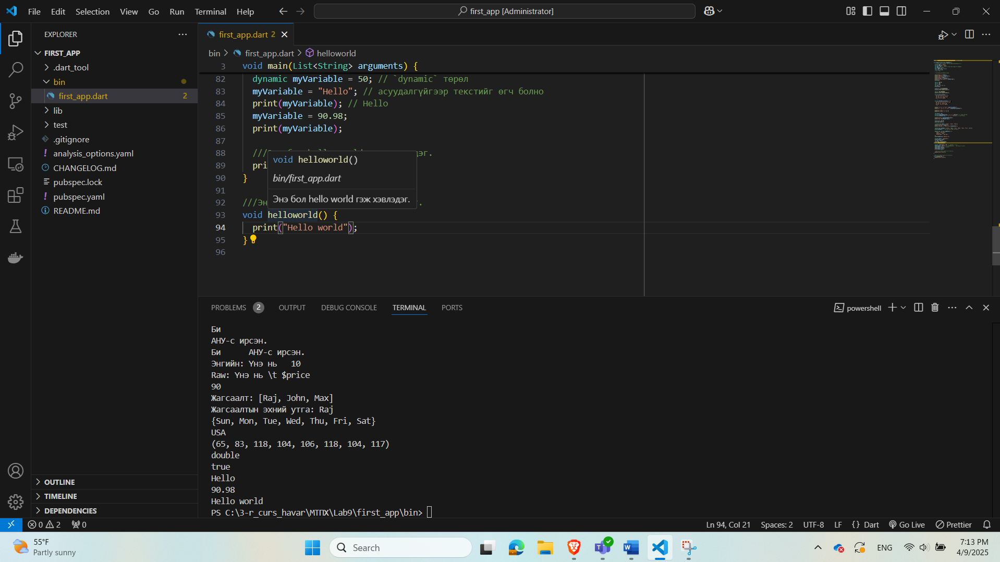 File Edit Selection View Go Run Terminal Help
first_app [Administrator]
EXPLORER
FIRST_APP
.dart_tool
bin
first_app.dart 2
lib
test
.gitignore
analysis_options.yaml
CHANGELOG.md
pubspec.lock
pubspec.yaml
README.md
OUTLINE
TIMELINE
DEPENDENCIES
first_app.dart 2
bin > first_app.dart > helloworld
3 void main(List<String> arguments) {
82 dynamic myVariable = 50; // `dynamic` төрөл
83 myVariable = "Hello"; // асуудалгүйгээр текстийг өгч болно
84 print(myVariable); // Hello
85 myVariable = 90.98;
86 print(myVariable);
87
88 ///
89 pri
90 }
91
92 ///Эн
void helloworld()
bin/first_app.dart
Энэ бол hello world гэж хэвлэдэг.
93 void helloworld() {
94 print("Hello world");
95 }
96
PROBLEMS 2 OUTPUT DEBUG CONSOLE TERMINAL PORTS
powershell
Би
АНУ-с ирсэн.
Би АНУ-с ирсэн.
Энгийн: Үнэ нь 10
Raw: Үнэ нь \t $price
90
Жагсаалт: [Raj, John, Max]
Жагсаалтын эхний утга: Raj
{Sun, Mon, Tue, Wed, Thu, Fri, Sat}
USA
(65, 83, 118, 104, 106, 118, 104, 117)
double
true
Hello
90.98
Hello world
PS C:\3-r_curs_havar\МТПХ\Lab9\first_app\bin>
0 2 0
Ln 94, Col 21 Spaces: 2 UTF-8 LF {} Dart Go Live Prettier
55°F
Partly sunny
Search
ENG
7:13 PM
4/9/2025